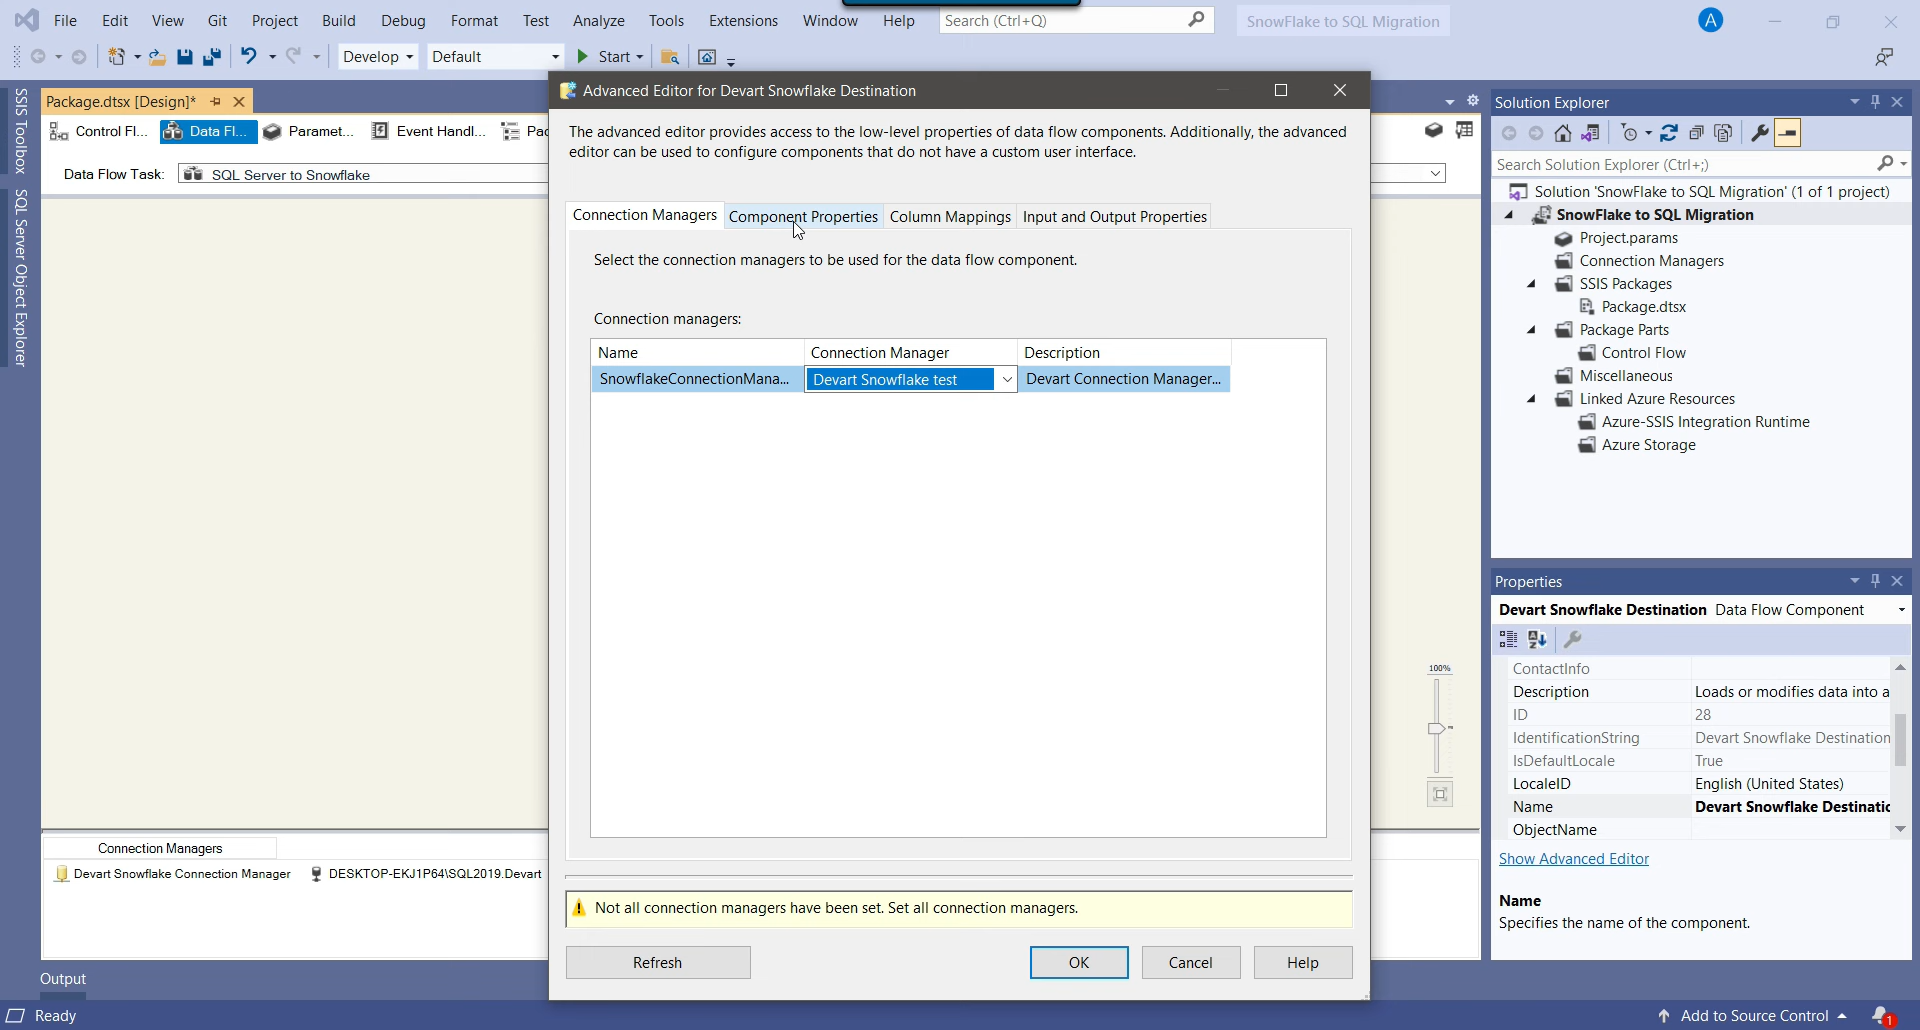 File Edit View Git Project Build Debug Format Test Analyze Tools Extensions Window Help Search (Ctrl+Q) SnowFlake to SQL Migration A
Develop Default Start
Package.dtsx [Design]*
Control Fl... Data Fl... Paramet... Event Handl... Pac
Data Flow Task: SQL Server to Snowflake
SSIS Toolbox
SQL Server Object Explorer
Advanced Editor for Devart Snowflake Destination
The advanced editor provides access to the low-level properties of data flow components. Additionally, the advanced
editor can be used to configure components that do not have a custom user interface.
Connection Managers Component Properties Column Mappings Input and Output Properties
Select the connection managers to be used for the data flow component.
Connection managers:
Name Connection Manager Description
SnowflakeConnectionMana... Devart Snowflake test Devart Connection Manager...
Not all connection managers have been set. Set all connection managers.
Refresh OK Cancel Help
100%
Connection Managers
Devart Snowflake Connection Manager DESKTOP-EKJ1P64\SQL2019.Devart
Output
Ready
Solution Explorer
Search Solution Explorer (Ctrl+;)
Solution 'SnowFlake to SQL Migration' (1 of 1 project)
SnowFlake to SQL Migration
Project.params
Connection Managers
SSIS Packages
Package.dtsx
Package Parts
Control Flow
Miscellaneous
Linked Azure Resources
Azure-SSIS Integration Runtime
Azure Storage
Properties
Devart Snowflake Destination Data Flow Component
ContactInfo
Description Loads or modifies data into a
ID 28
IdentificationString Devart Snowflake Destination
IsDefaultLocale True
LocaleID English (United States)
Name Devart Snowflake Destinatic
ObjectName
Show Advanced Editor
Name
Specifies the name of the component.
Add to Source Control 1